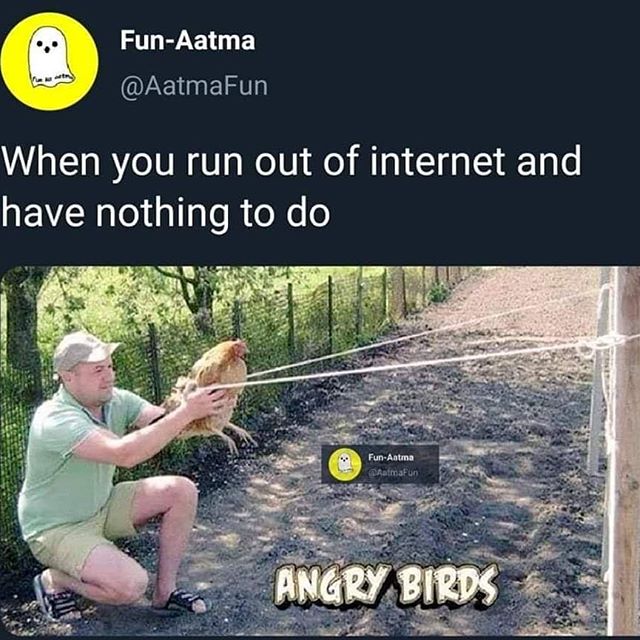 Fun-Aatma
@AatmaFun
When you run out of internet and
have nothing to do
Fun-Aatma
@AatmaFun
ANGRY BIRDS